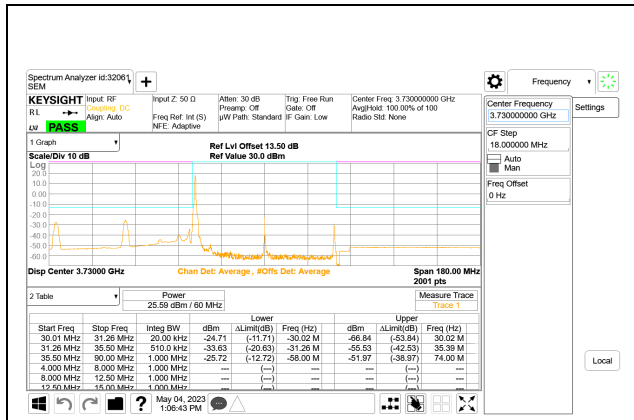 Spectrum Analyzer id:32061
SEM
Frequency
KEYSIGHT
RL
PASS
Input: RF
Coupling: DC
Align: Auto
Input Z: 50 Ω
Freq Ref: Int (S)
NFE: Adaptive
Atten: 30 dB
Preamp: Off
µW Path: Standard
Trig: Free Run
Gate: Off
IF Gain: Low
Center Freq: 3.730000000 GHz
Avg|Hold: 100.00% of 100
Radio Std: None
Center Frequency
3.730000000 GHz
Settings
CF Step
18.000000 MHz
Auto
Man
Freq Offset
0 Hz
1 Graph
Scale/Div 10 dB
Ref Lvl Offset 13.50 dB
Ref Value 30.0 dBm
Log
20.0
10.0
0.00
-10.0
-20.0
-30.0
-40.0
-50.0
-60.0
Disp Center 3.73000 GHz
Chan Det: Average , #Offs Det: Average
Span 180.00 MHz
2001 pts
2 Table
Power
25.59 dBm / 60 MHz
Measure Trace
Trace 1
Lower Upper
Start Freq Stop Freq Integ BW dBm ΔLimit(dB) Freq (Hz) dBm ΔLimit(dB) Freq (Hz)
30.01 MHz 31.26 MHz 20.00 kHz -24.71 (-11.71) -30.02 M -66.84 (-53.84) 30.02 M
31.26 MHz 35.50 MHz 510.0 kHz -33.63 (-20.63) -31.26 M -55.53 (-42.53) 35.39 M
35.50 MHz 90.00 MHz 1.000 MHz -25.72 (-12.72) -58.00 M -51.97 (-38.97) 74.00 M
4.000 MHz 8.000 MHz 1.000 MHz --- (---) --- (---)
8.000 MHz 12.50 MHz 1.000 MHz --- (---) --- (---)
12.50 MHz 15.00 MHz 1.000 MHz --- (---) --- (---)
Local
May 04, 2023
1:06:43 PM